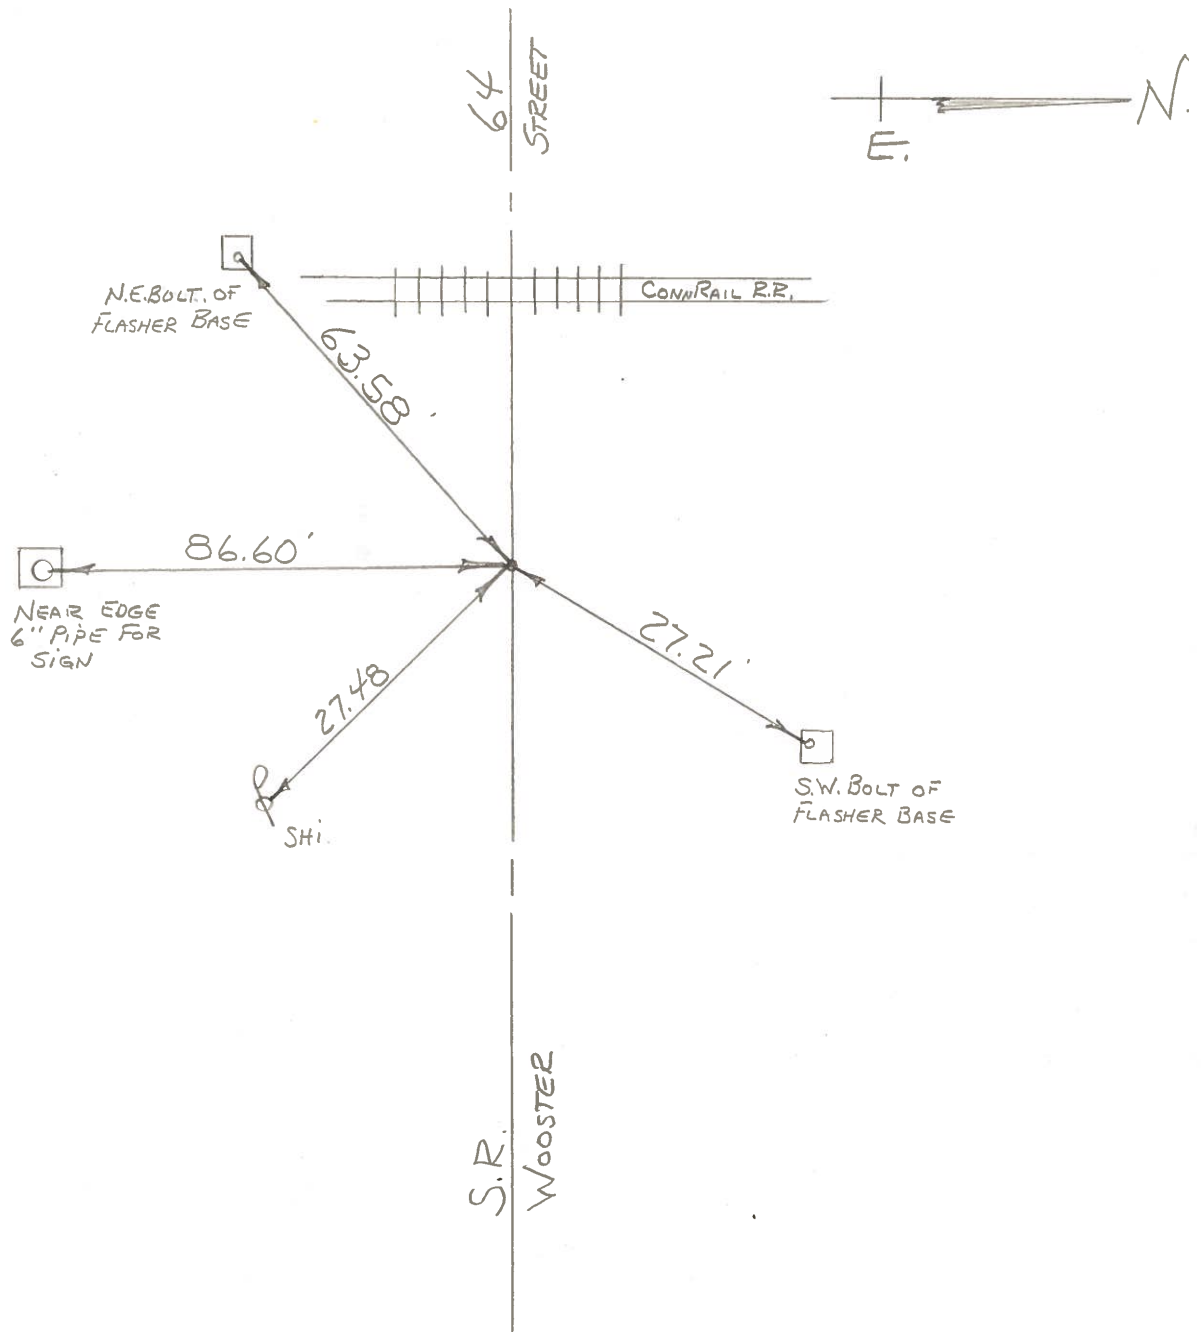 64
STREET
N.
E.
N.E. BOLT. OF
FLASHER BASE
CONNRAIL R.R.
63.58'
86.60'
NEAR EDGE
6" PIPE FOR
SIGN
27.21'
27.48
S.W. BOLT OF
FLASHER BASE
SHI.
S.R.
WOOSTER